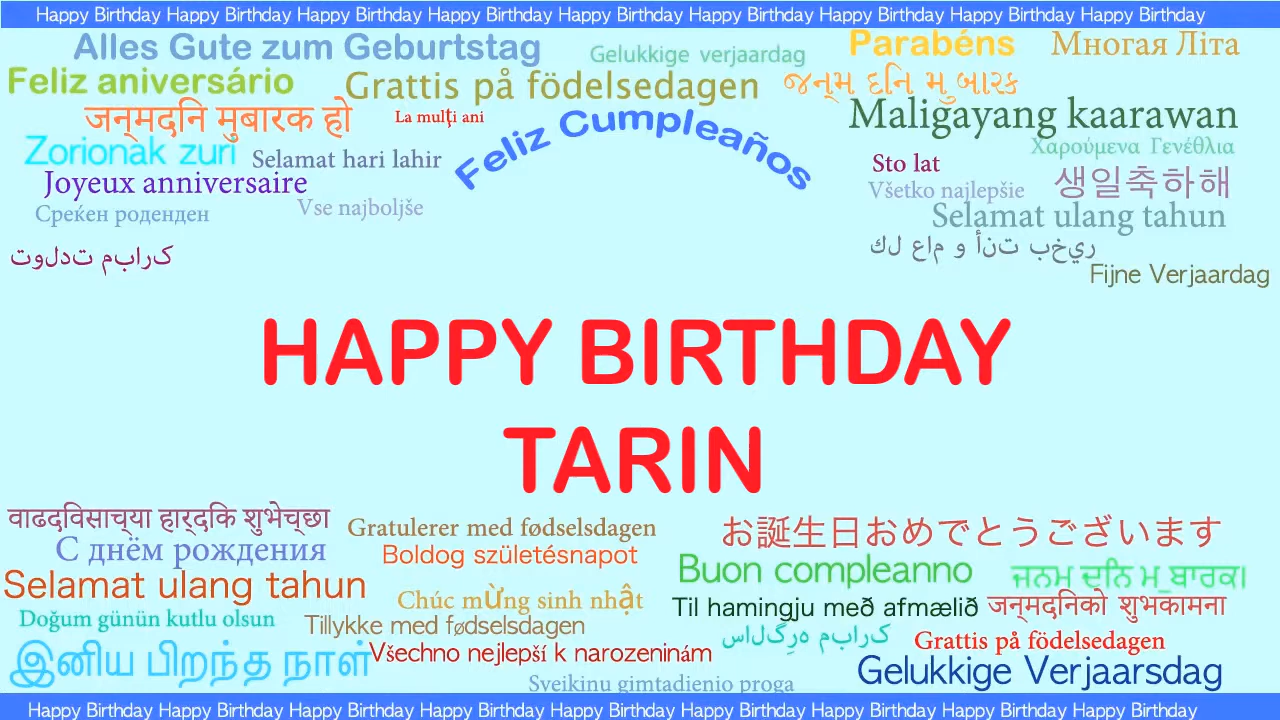 Happy Birthday Happy Birthday Happy Birthday Happy Birthday Happy Birthday Happy Birthday Happy Birthday Happy Birthday Happy Birthday
Alles Gute zum Geburtstag
Gelukkige verjaardag
Parabéns
Многая Літа
Feliz aniversário
Grattis på födelsedagen
જન્મ દનિ મુ બારક
जन्मदनि मुबारक हो
La mulţi ani
Feliz Cumpleaños
Maligayang kaarawan
Zorionak zuri
Selamat hari lahir
Χαρούμενα Γενέθλια
Sto lat
Joyeux anniversaire
Všetko najlepšie
생일축하해
Среќен роденден
Vse najboljše
Selamat ulang tahun
تولدت مبارک
كل عام و أنت بخير
Fijne Verjaardag
HAPPY BIRTHDAY
TARIN
वाढदविसाच्या हार्दकि शुभेच्छा
Gratulerer med fødselsdagen
お誕生日おめでとうございます
С днём рождения
Boldog születésnapot
Buon compleanno
ਜਨਮ ਦਨਿ ਮੁਬਾਰਕ।
Selamat ulang tahun
Chúc mừng sinh nhật
Til hamingju með afmælið
जन्मदनिको शुभकामना
Doğum günün kutlu olsun
Tillykke med fødselsdagen
سالگرہ مبارک
Grattis på födelsedagen
இனிய பிறந்த நாள்
Všechno nejlepší k narozeninám
Gelukkige Verjaarsdag
Sveikinu gimtadienio proga
Happy Birthday Happy Birthday Happy Birthday Happy Birthday Happy Birthday Happy Birthday Happy Birthday Happy Birthday Happy Birthday